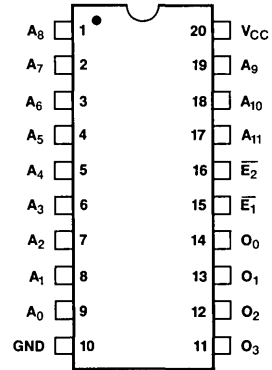 A8 1 20 VCC
A7 2 19 A9
A6 3 18 A10
A5 4 17 A11
A4 5 16 E̅2̅
A3 6 15 E̅1̅
A2 7 14 O0
A1 8 13 O1
A0 9 12 O2
GND 10 11 O3